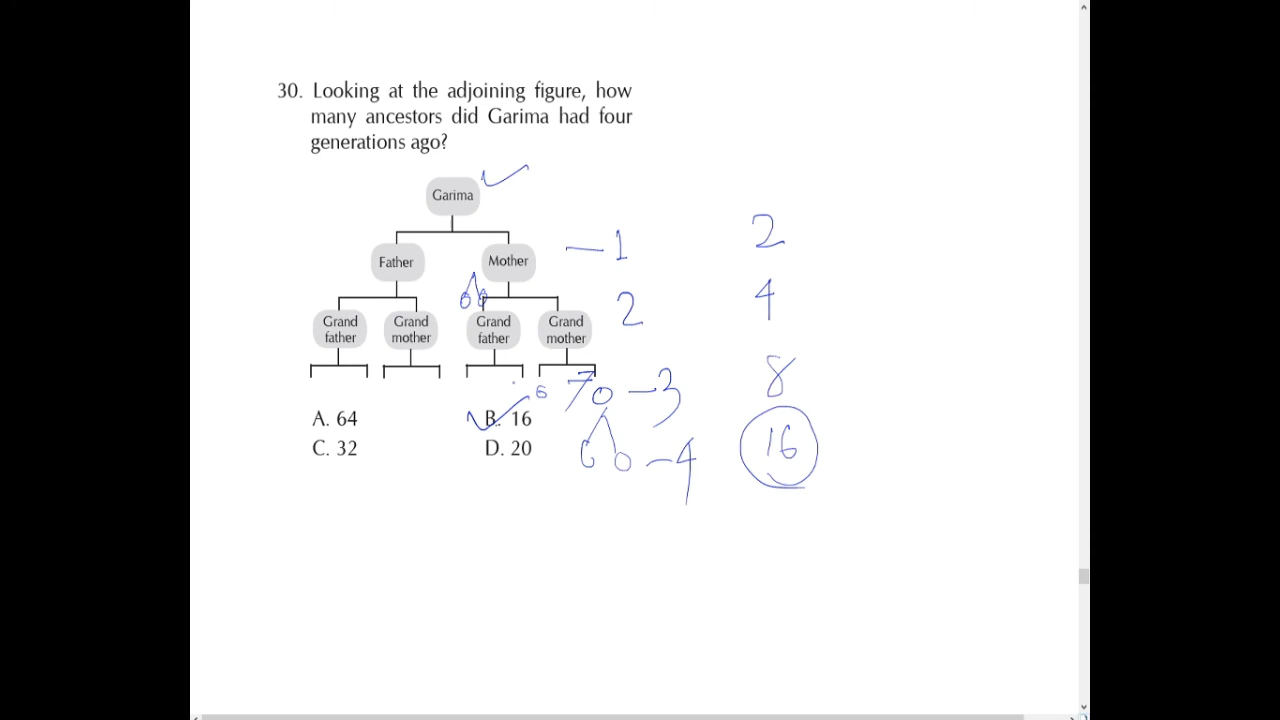 30. Looking at the adjoining figure, how
many ancestors did Garima had four
generations ago?
Garima
Father
Mother
– 1
2
Grand
father
Grand
mother
Grand
father
Grand
mother
2
4
– 3
8
A. 64
B. 16
C. 32
D. 20
– 4
16